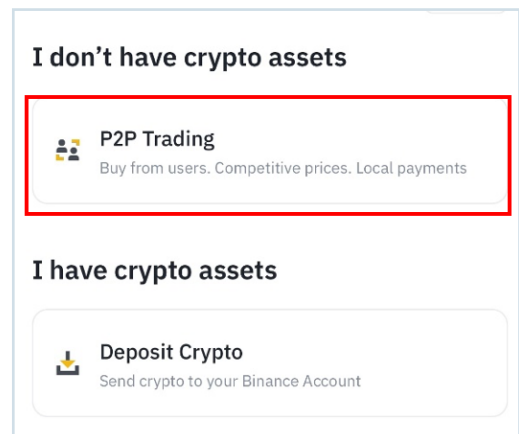 I don’t have crypto assets
P2P Trading
Buy from users. Competitive prices. Local payments
I have crypto assets
Deposit Crypto
Send crypto to your Binance Account